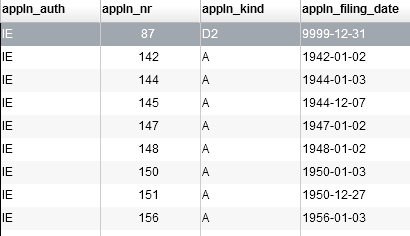 appln_auth appln_nr appln_kind appln_filing_date
IE 87 D2 9999-12-31
IE 142 A 1942-01-02
IE 144 A 1944-01-03
IE 145 A 1944-12-07
IE 147 A 1947-01-02
IE 148 A 1948-01-02
IE 150 A 1950-01-03
IE 151 A 1950-12-27
IE 156 A 1956-01-03